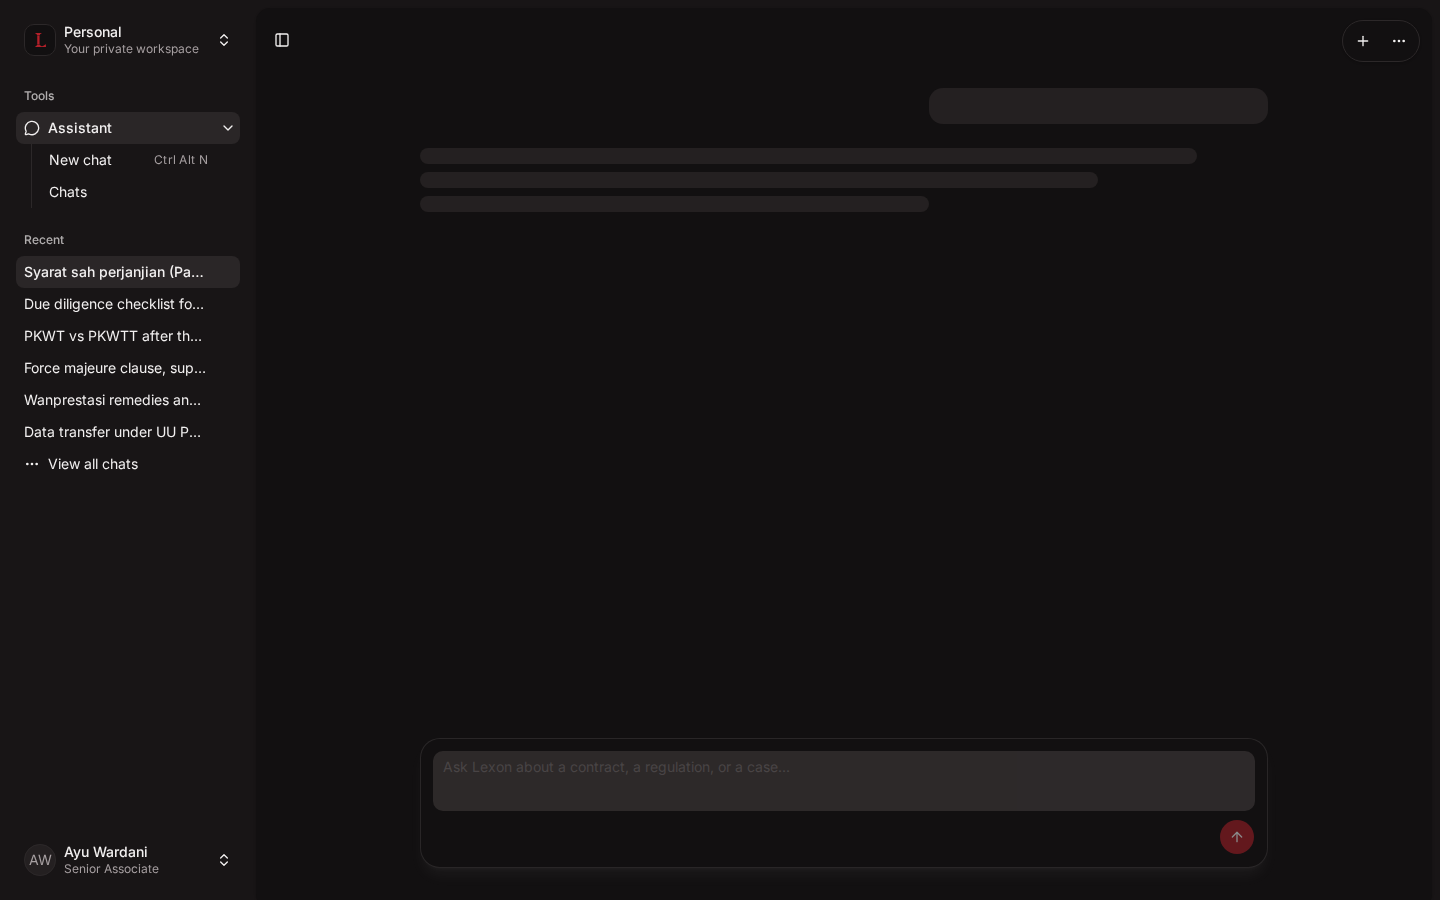 L
Personal
Your private workspace
Tools
Assistant
New chat Ctrl Alt N
Chats
Recent
Syarat sah perjanjian (Pa...
Due diligence checklist fo...
PKWT vs PKWTT after th...
Force majeure clause, sup...
Wanprestasi remedies an...
Data transfer under UU P...
View all chats
Ask Lexon about a contract, a regulation, or a case...
AW
Ayu Wardani
Senior Associate